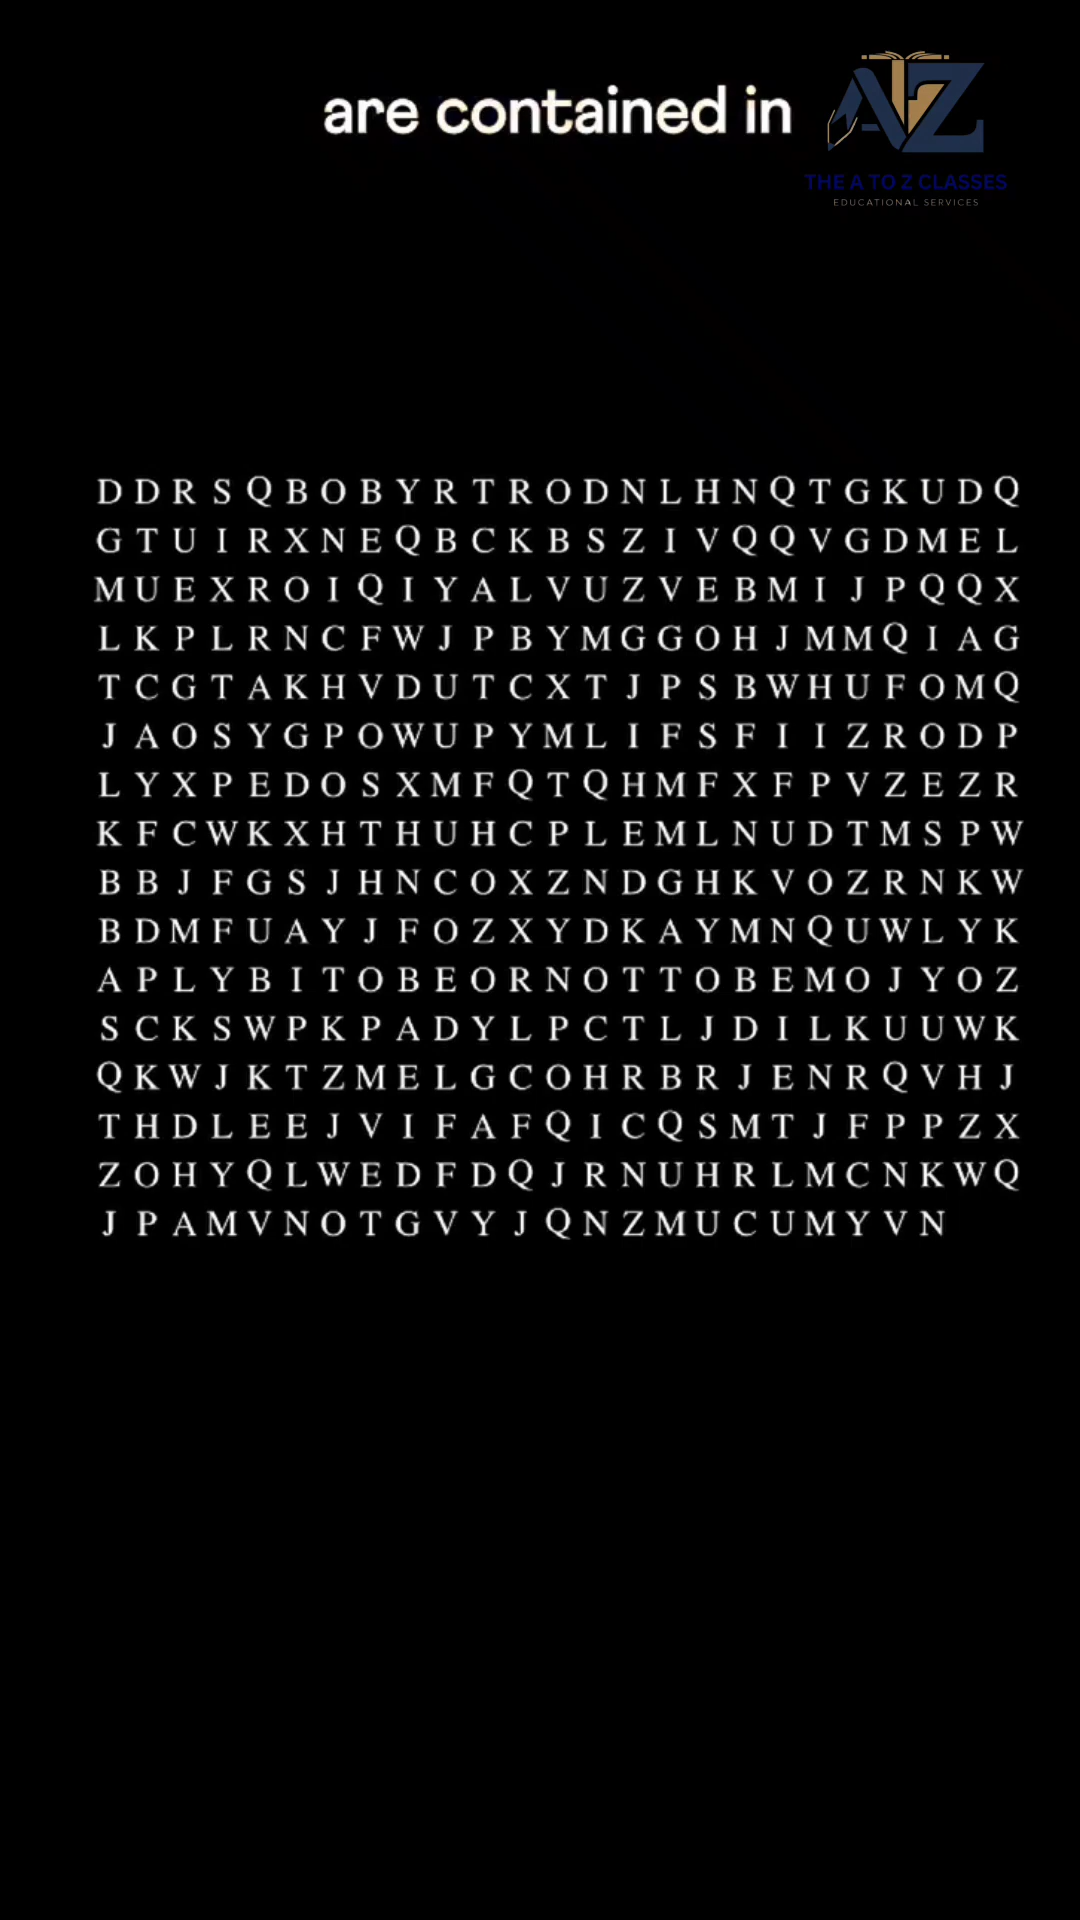 are contained in
THE A TO Z CLASSES
EDUCATIONAL SERVICES
D D R S Q B O B Y R T R O D N L H N Q T G K U D Q
G T U I R X N E Q B C K B S Z I V Q Q V G D M E L
M U E X R O I Q I Y A L V U Z V E B M I J P Q Q X
L K P L R N C F W J P B Y M G G O H J M M Q I A G
T C G T A K H V D U T C X T J P S B W H U F O M Q
J A O S Y G P O W U P Y M L I F S F I I Z R O D P
L Y X P E D O S X M F Q T Q H M F X F P V Z E Z R
K F C W K X H T H U H C P L E M L N U D T M S P W
B B J F G S J H N C O X Z N D G H K V O Z R N K W
B D M F U A Y J F O Z X Y D K A Y M N Q U W L Y K
A P L Y B I T O B E O R N O T T O B E M O J Y O Z
S C K S W P K P A D Y L P C T L J D I L K U U W K
Q K W J K T Z M E L G C O H R B R J E N R Q V H J
T H D L E E J V I F A F Q I C Q S M T J F P P Z X
Z O H Y Q L W E D F D Q J R N U H R L M C N K W Q
J P A M V N O T G V Y J Q N Z M U C U M Y V N